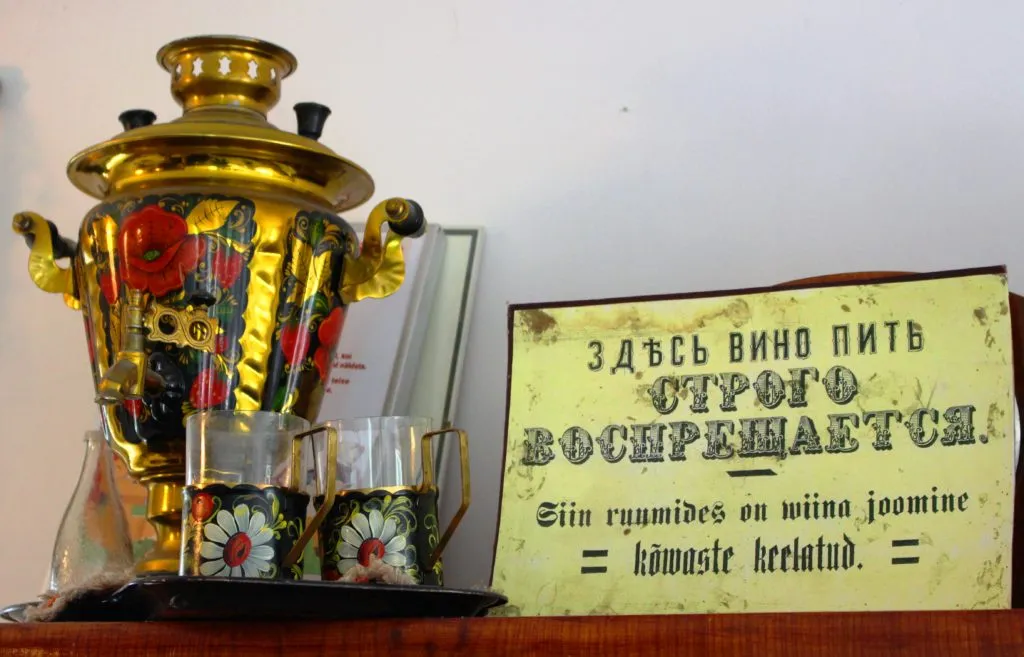 ЗДѢСЬ ВИНО ПИТЬ
СТРОГО
ВОСПРЕЩАЕТСЯ.
Siin ruumides on wiina joomine
= kõwaste keelatud. =